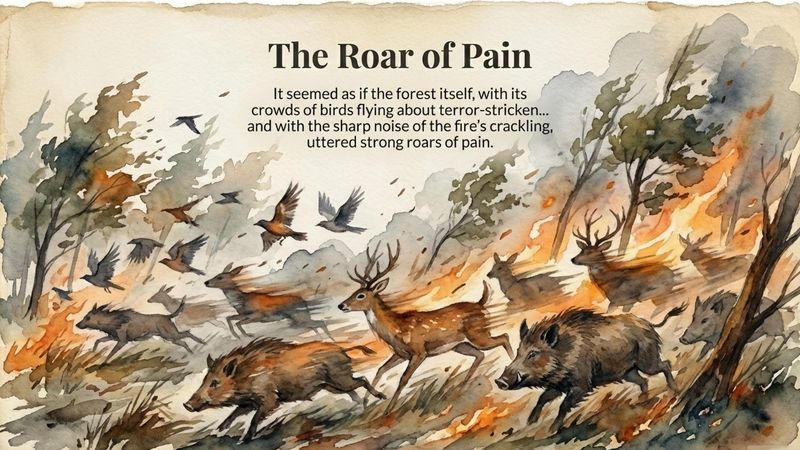 The Roar of Pain
It seemed as if the forest itself, with its
crowds of birds flying about terror-stricken...
and with the sharp noise of the fire's crackling,
uttered strong roars of pain.